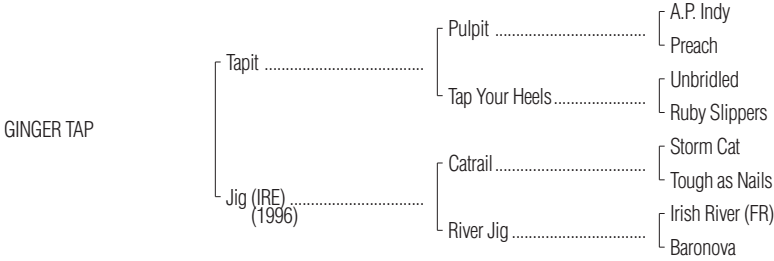 A.P. Indy
Pulpit ....................................
Preach
Tapit ......................................
Unbridled
Tap Your Heels......................
Ruby Slippers
GINGER TAP
Storm Cat
Catrail....................................
Tough as Nails
Jig (IRE) ................................
(1996)
Irish River (FR)
River Jig ................................
Baronova